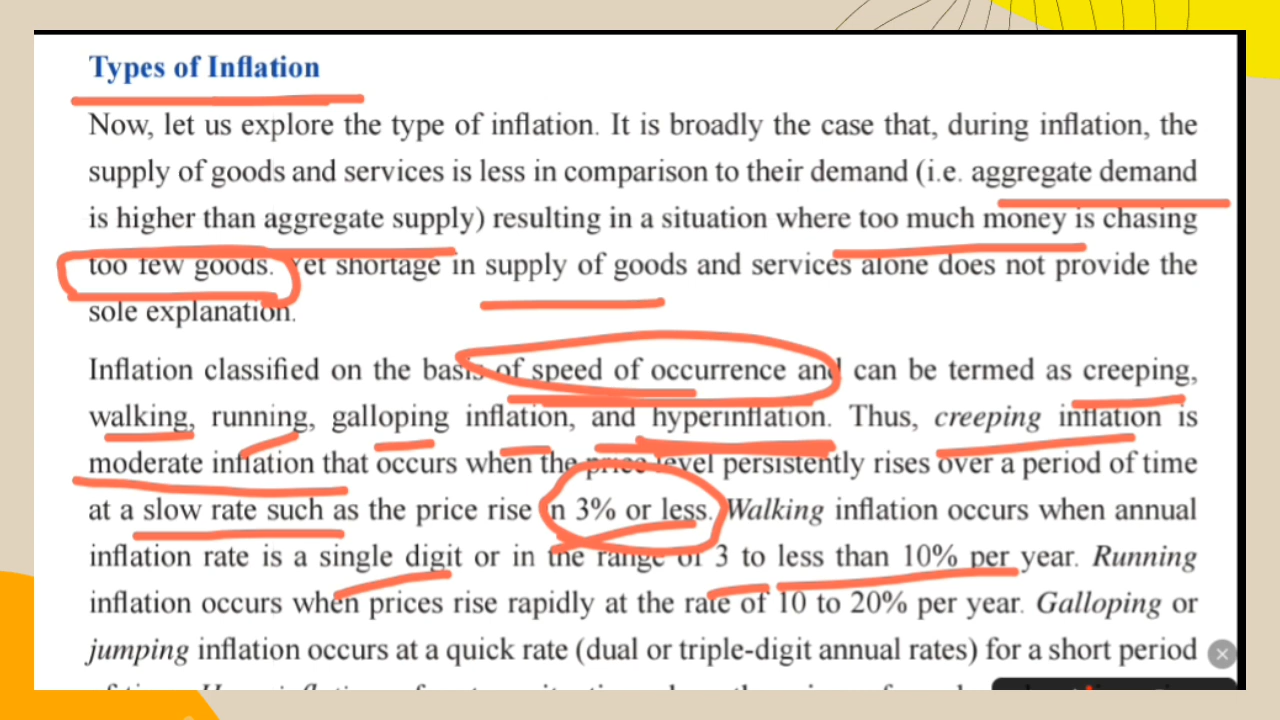 Types of Inflation
Now, let us explore the type of inflation. It is broadly the case that, during inflation, the
supply of goods and services is less in comparison to their demand (i.e. aggregate demand
is higher than aggregate supply) resulting in a situation where too much money is chasing
too few goods. Yet shortage in supply of goods and services alone does not provide the
sole explanation.
Inflation classified on the basis of speed of occurrence and can be termed as creeping,
walking, running, galloping inflation, and hyperinflation. Thus, creeping inflation is
moderate inflation that occurs when the price level persistently rises over a period of time
at a slow rate such as the price rise in 3% or less. Walking inflation occurs when annual
inflation rate is a single digit or in the range of 3 to less than 10% per year. Running
inflation occurs when prices rise rapidly at the rate of 10 to 20% per year. Galloping or
jumping inflation occurs at a quick rate (dual or triple-digit annual rates) for a short period